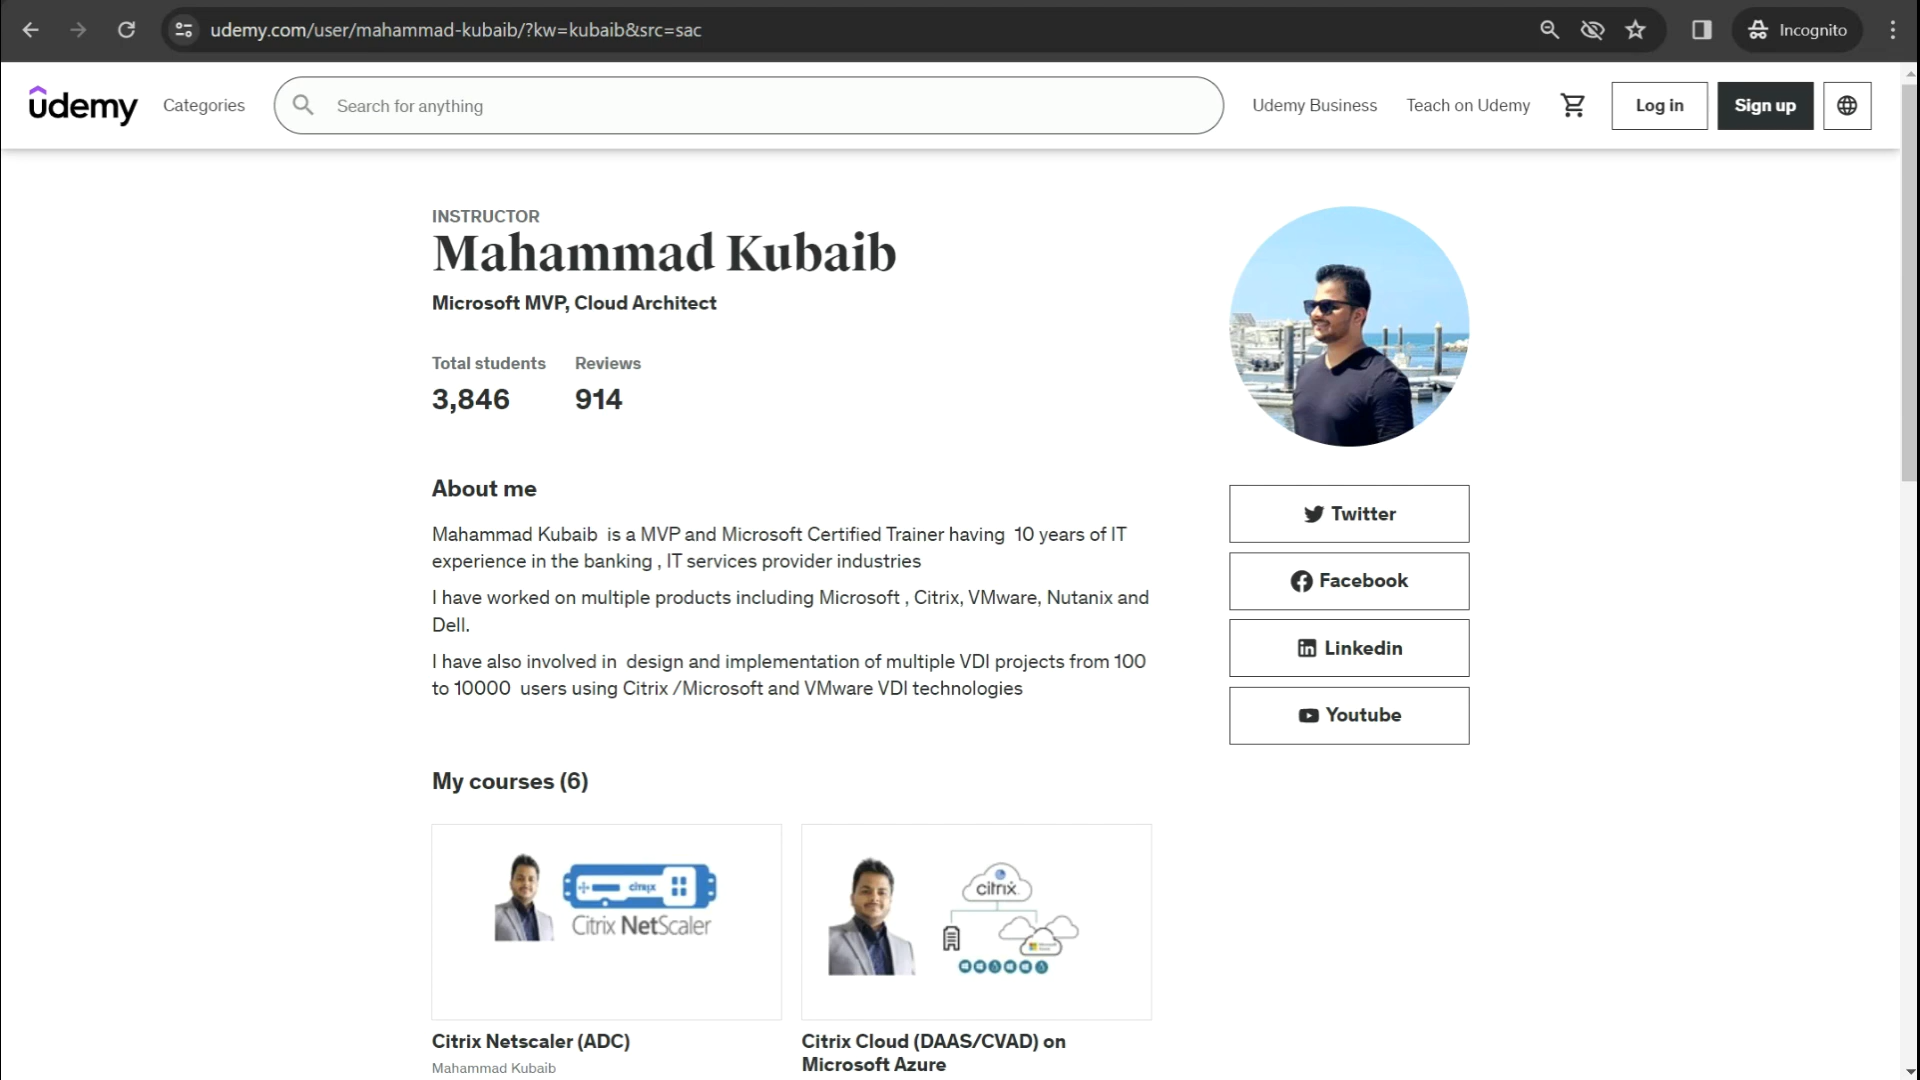 udemy.com/user/mahammad-kubaib/?kw=kubaib&src=sac
Incognito
udemy
Categories
Search for anything
Udemy Business
Teach on Udemy
Log in
Sign up
INSTRUCTOR
Mahammad Kubaib
Microsoft MVP, Cloud Architect
Total students
Reviews
3,846
914
About me
Mahammad Kubaib is a MVP and Microsoft Certified Trainer having 10 years of IT
experience in the banking , IT services provider industries
I have worked on multiple products including Microsoft , Citrix, VMware, Nutanix and
Dell.
I have also involved in design and implementation of multiple VDI projects from 100
to 10000 users using Citrix /Microsoft and VMware VDI technologies
Twitter
Facebook
Linkedin
Youtube
My courses (6)
citrix
Citrix NetScaler
citrix
Citrix Netscaler (ADC)
Mahammad Kubaib
Citrix Cloud (DAAS/CVAD) on
Microsoft Azure